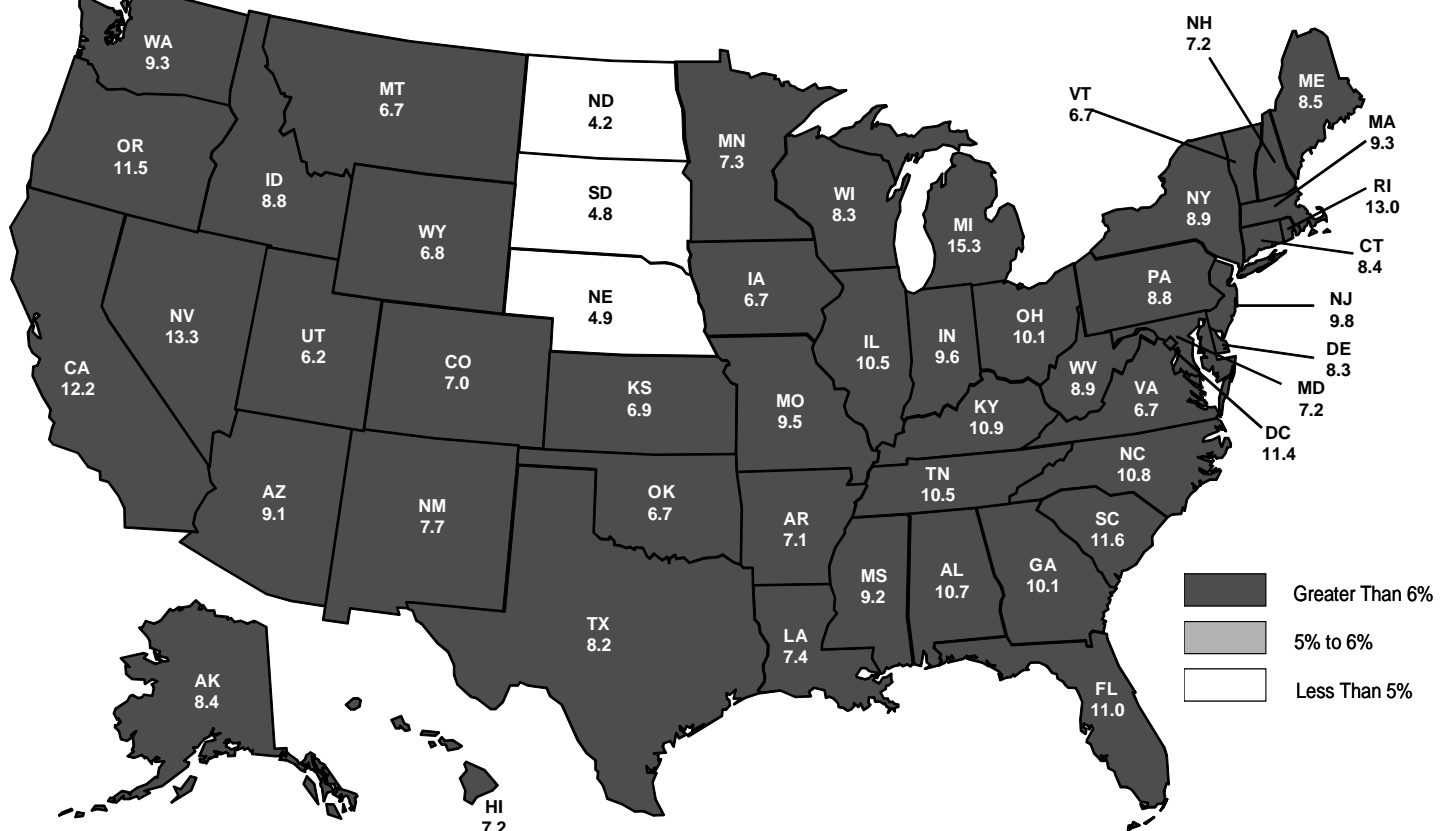 NH
7.2
WA
9.3
MT
6.7
ND
4.2
ME
8.5
VT
6.7
MA
9.3
OR
11.5
MN
7.3
ID
8.8
SD
4.8
WI
8.3
NY
8.9
RI
13.0
WY
6.8
MI
15.3
CT
8.4
IA
6.7
PA
8.8
NE
4.9
NJ
9.8
NV
13.3
UT
6.2
OH
10.1
IL
10.5
IN
9.6
DE
8.3
CA
12.2
CO
7.0
WV
8.9
MD
7.2
KS
6.9
MO
9.5
VA
6.7
KY
10.9
DC
11.4
NC
10.8
TN
10.5
AZ
9.1
NM
7.7
OK
6.7
AR
7.1
SC
11.6
MS
9.2
AL
10.7
GA
10.1
Greater Than 6%
TX
8.2
LA
7.4
5% to 6%
AK
8.4
FL
11.0
Less Than 5%
HI
7.2